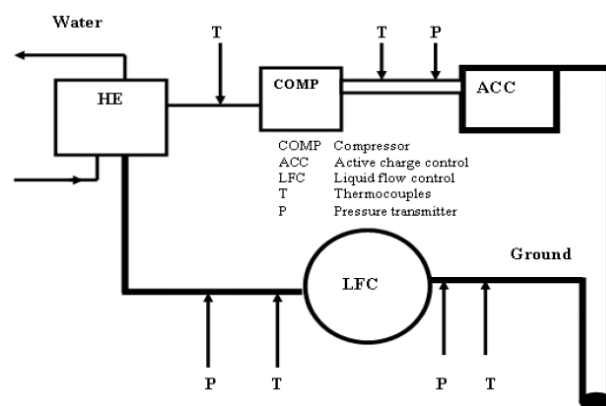 Water
T
T
P
HE
COMP
ACC
COMP Compressor
ACC Active charge control
LFC Liquid flow control
T Thermocouples
P Pressure transmitter
Ground
LFC
P
T
P
T